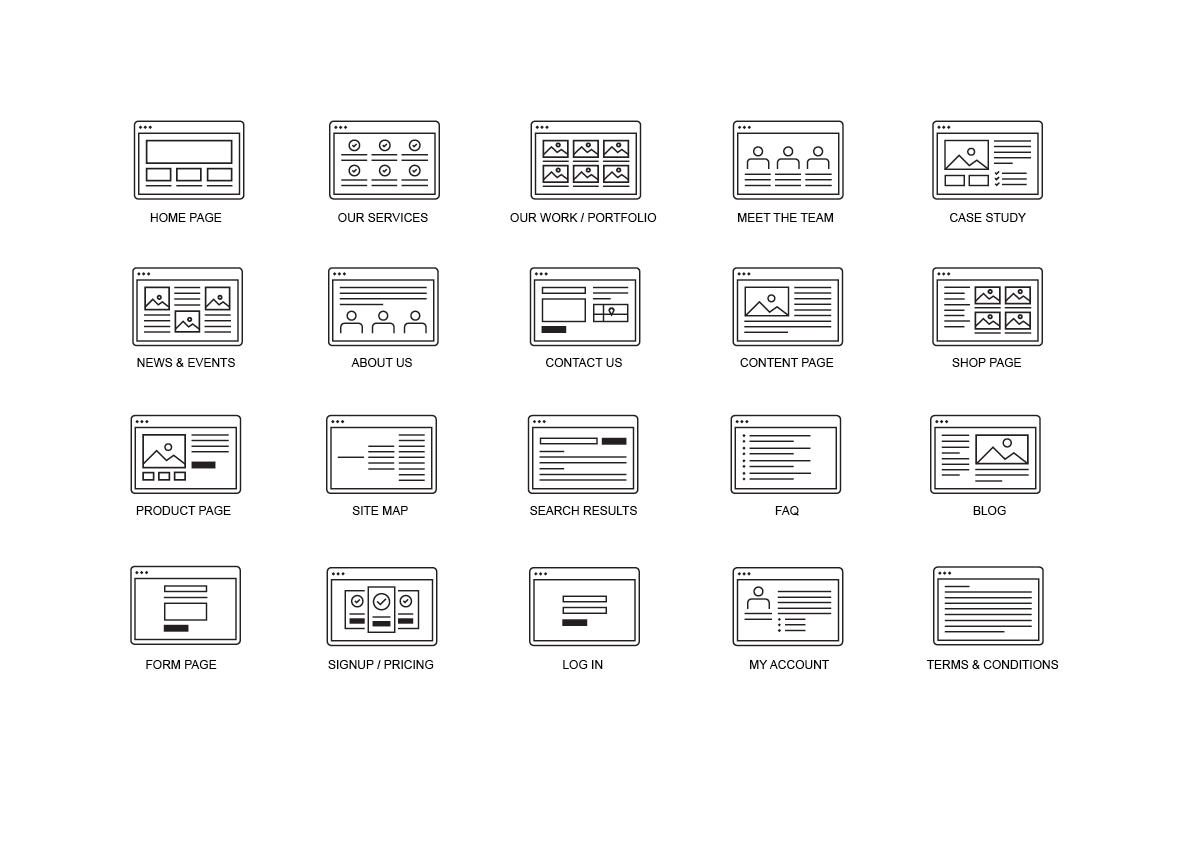 HOME PAGE
OUR SERVICES
OUR WORK / PORTFOLIO
MEET THE TEAM
CASE STUDY
NEWS & EVENTS
ABOUT US
CONTACT US
CONTENT PAGE
SHOP PAGE
PRODUCT PAGE
SITE MAP
SEARCH RESULTS
FAQ
BLOG
FORM PAGE
SIGNUP / PRICING
LOG IN
MY ACCOUNT
TERMS & CONDITIONS